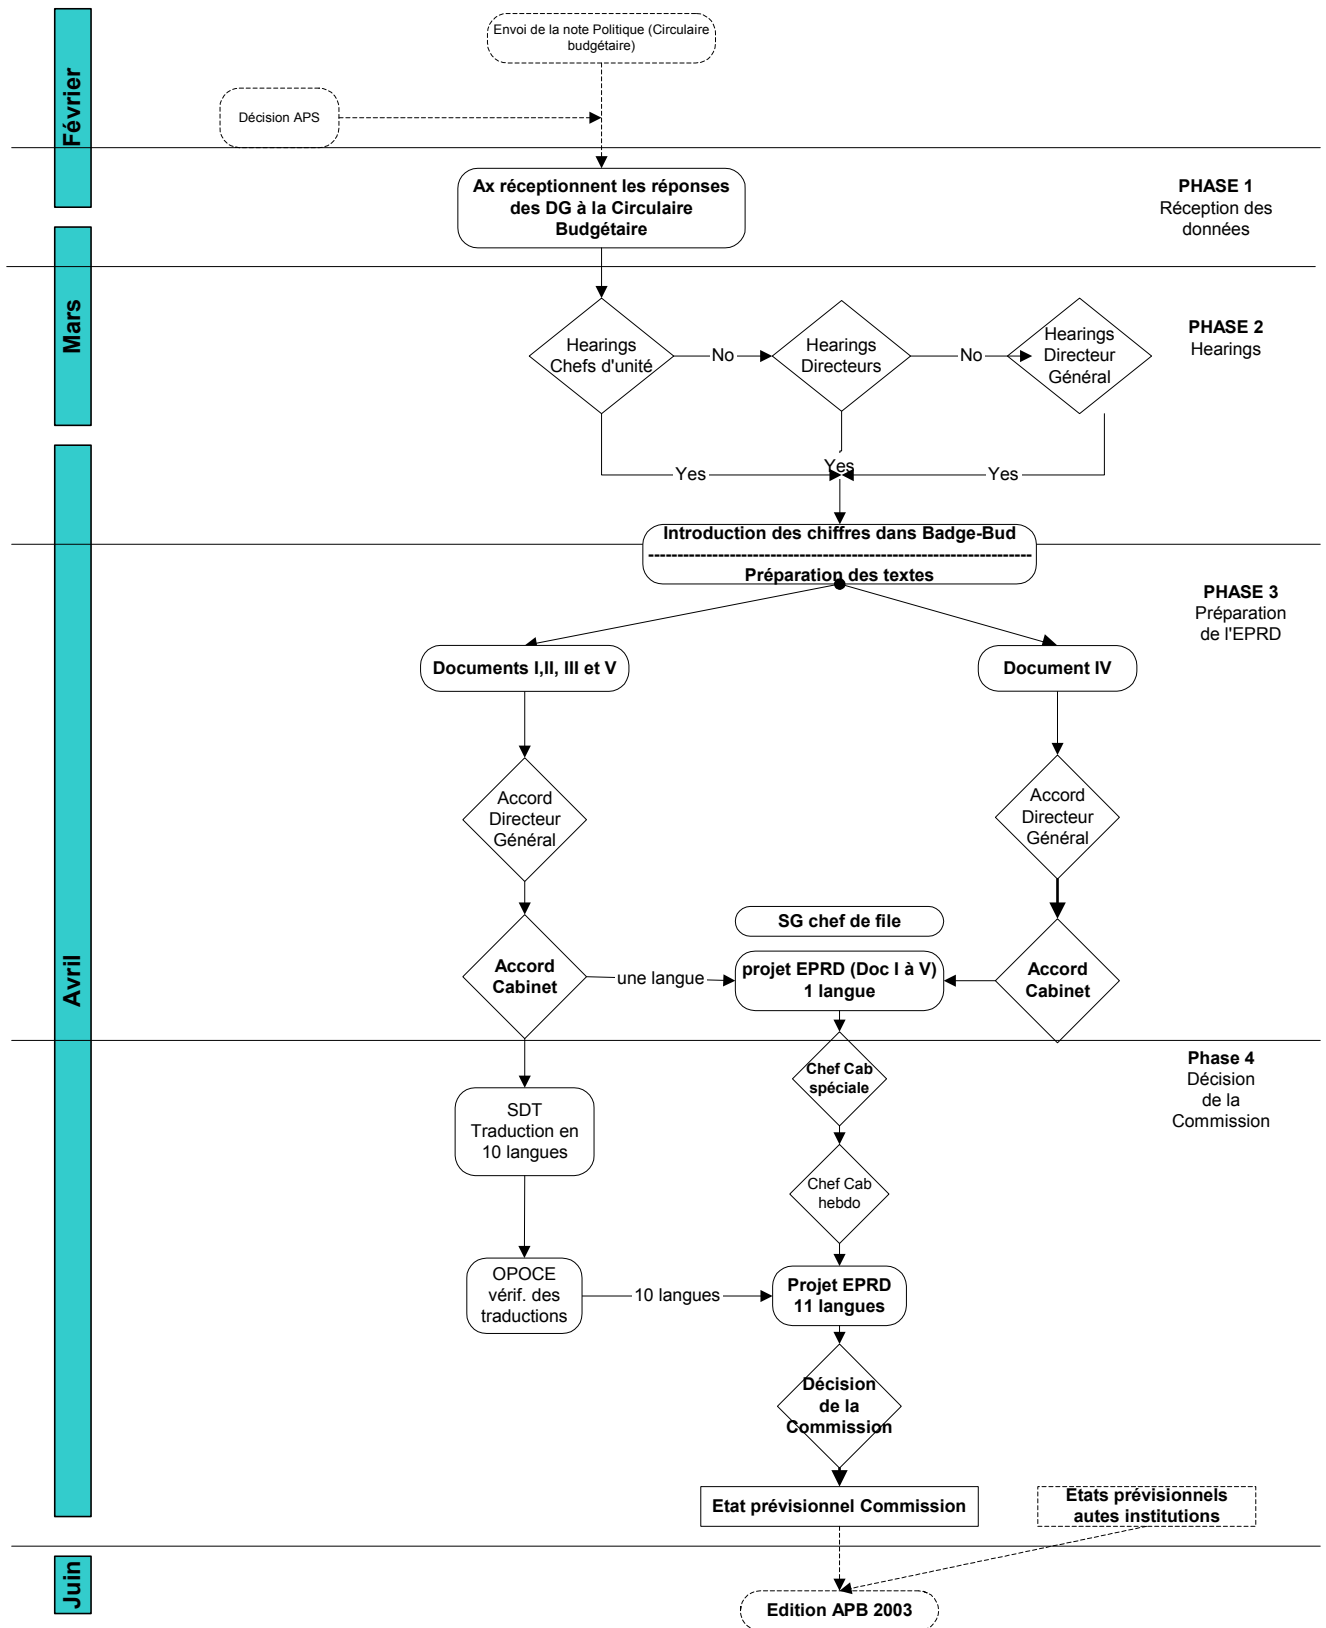 Février
Envoi de la note Politique (Circulaire
budgétaire)
Décision APS
Ax réceptionnent les réponses
des DG à la Circulaire
Budgétaire
PHASE 1
Réception des
données
Mars
Hearings
Chefs d'unité
No
Hearings
Directeurs
No
Hearings
Directeur
Général
PHASE 2
Hearings
Yes
Yes
Yes
Avril
Introduction des chiffres dans Badge-Bud
-----------------------------------------------------------------
Préparation des textes
PHASE 3
Préparation
de l'EPRD
Documents I,II, III et V
Document IV
Accord
Directeur
Général
Accord
Directeur
Général
SG chef de file
Accord
Cabinet
une langue
projet EPRD (Doc I à V)
1 langue
Accord
Cabinet
Phase 4
Décision
de la
Commission
Chef Cab
spéciale
SDT
Traduction en
10 langues
Chef Cab
hebdo
OPOCE
vérif. des
traductions
10 langues
Projet EPRD
11 langues
Décision
de la
Commission
Etat prévisionnel Commission
Etats prévisionnels
autes institutions
Juin
Edition APB 2003